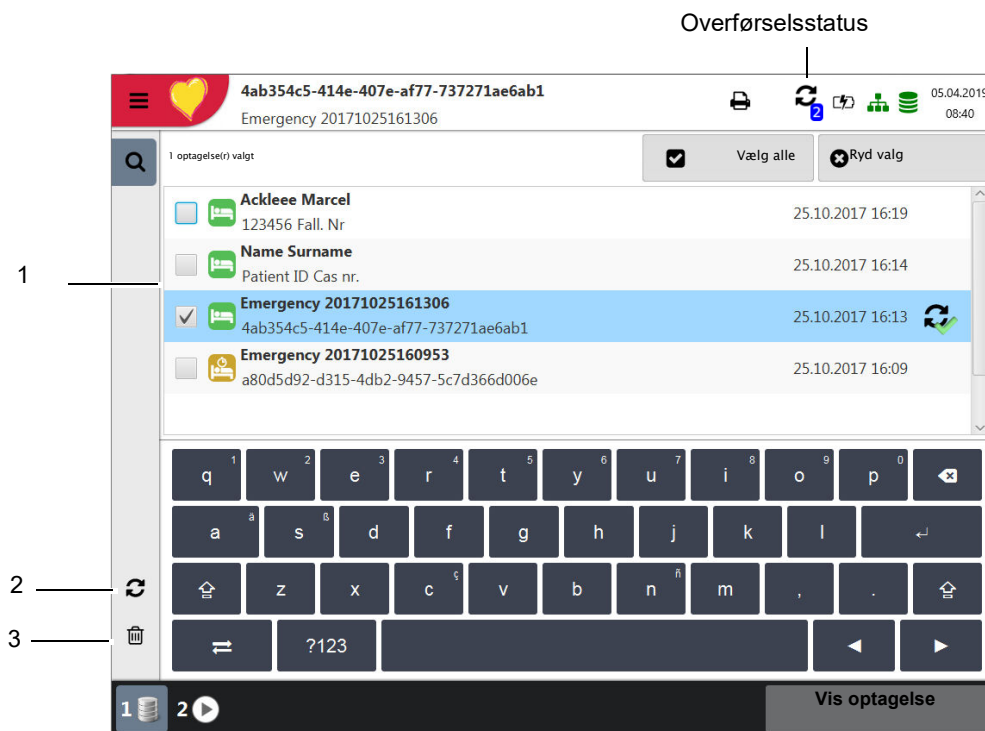 Overførselsstatus
4ab354c5-414e-407e-af77-737271ae6ab1
Emergency 20171025161306
2
05.04.2019
08:40
1 optagelse(r) valgt
Vælg alle
Ryd valg
Ackleee Marcel
123456 Fall. Nr
25.10.2017 16:19
Name Surname
Patient ID Cas nr.
25.10.2017 16:14
1
Emergency 20171025161306
4ab354c5-414e-407e-af77-737271ae6ab1
25.10.2017 16:13
Emergency 20171025160953
a80d5d92-d315-4db2-9457-5c7d366d006e
25.10.2017 16:09
q 1 w 2 e 3 r 4 t 5 y 6 u 7 i 8 o 9 p 0
a ä s ß d f g h j k l
2
z x c ç v b n ñ m , .
3
?123
1 2
Vis optagelse